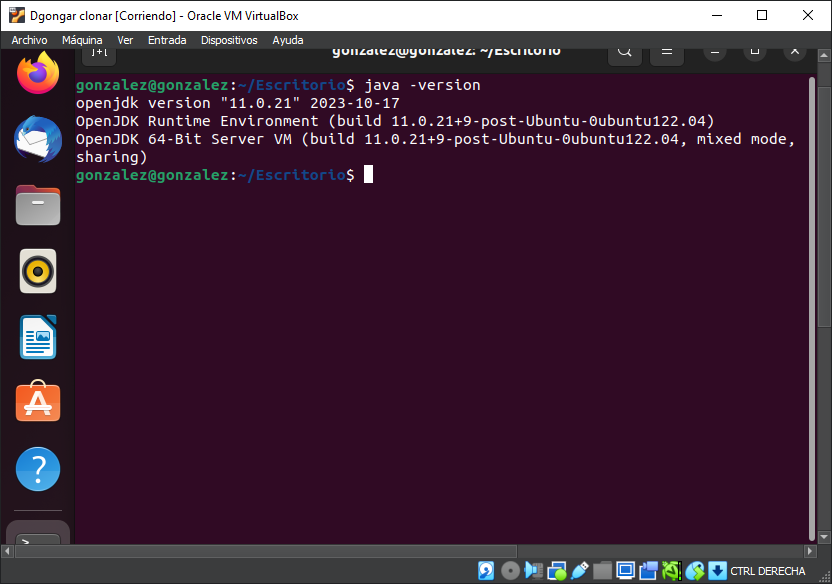 Dgongar clonar [Corriendo] - Oracle VM VirtualBox
Archivo Máquina Ver Entrada Dispositivos Ayuda
gonzalez@gonzalez: ~/Escritorio
gonzalez@gonzalez:~/Escritorio$ java -version
openjdk version "11.0.21" 2023-10-17
OpenJDK Runtime Environment (build 11.0.21+9-post-Ubuntu-0ubuntu122.04)
OpenJDK 64-Bit Server VM (build 11.0.21+9-post-Ubuntu-0ubuntu122.04, mixed mode,
sharing)
gonzalez@gonzalez:~/Escritorio$
CTRL DERECHA